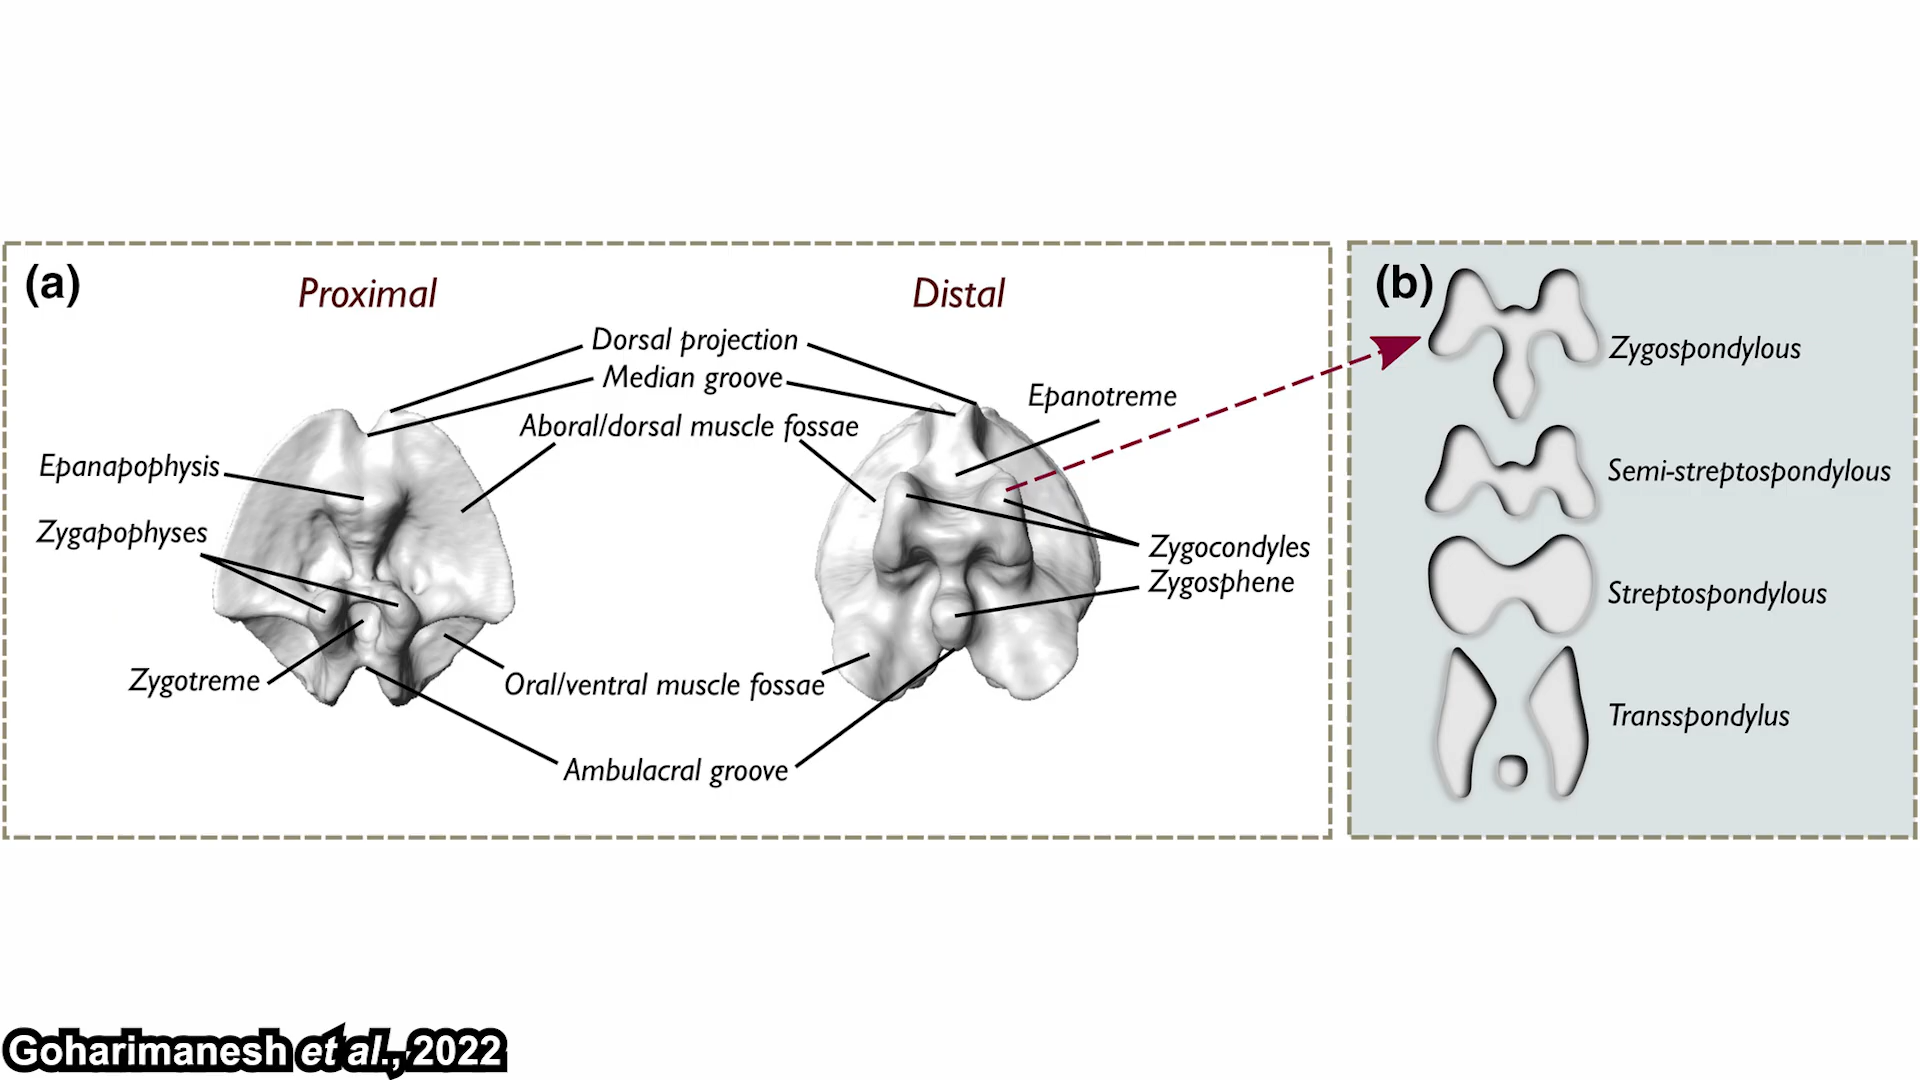 (a)
Proximal
Distal
Dorsal projection
Median groove
Aboral/dorsal muscle fossae
Epanotreme
Epanapophysis
Zygapophyses
Zygocondyles
Zygosphene
Zygotreme
Oral/ventral muscle fossae
Ambulacral groove
(b)
Zygospondylous
Semi-streptospondylous
Streptospondylous
Transspondylus
Goharimanesh et al., 2022